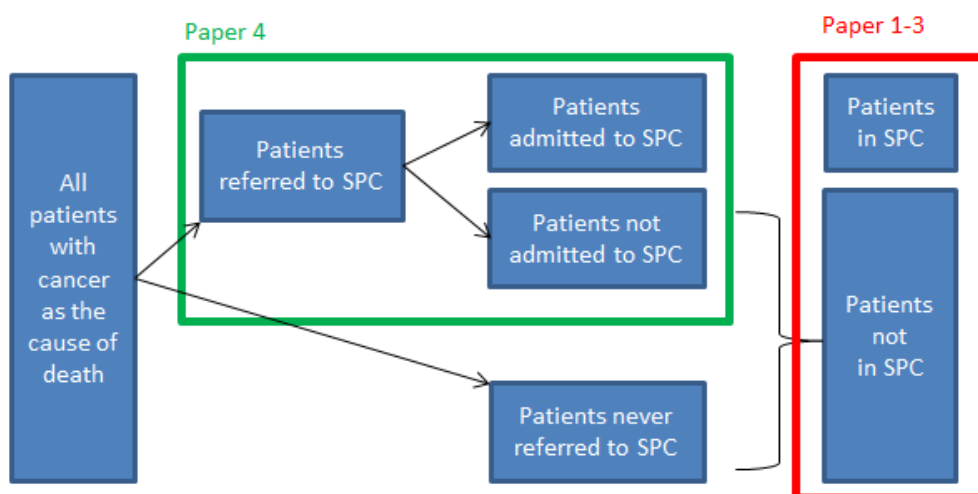 Paper 4
Paper 1-3
All
patients
with
cancer
as the
cause of
death
Patients
referred to SPC
Patients
admitted to SPC
Patients not
admitted to SPC
Patients never
referred to SPC
Patients
in SPC
Patients
not
in SPC